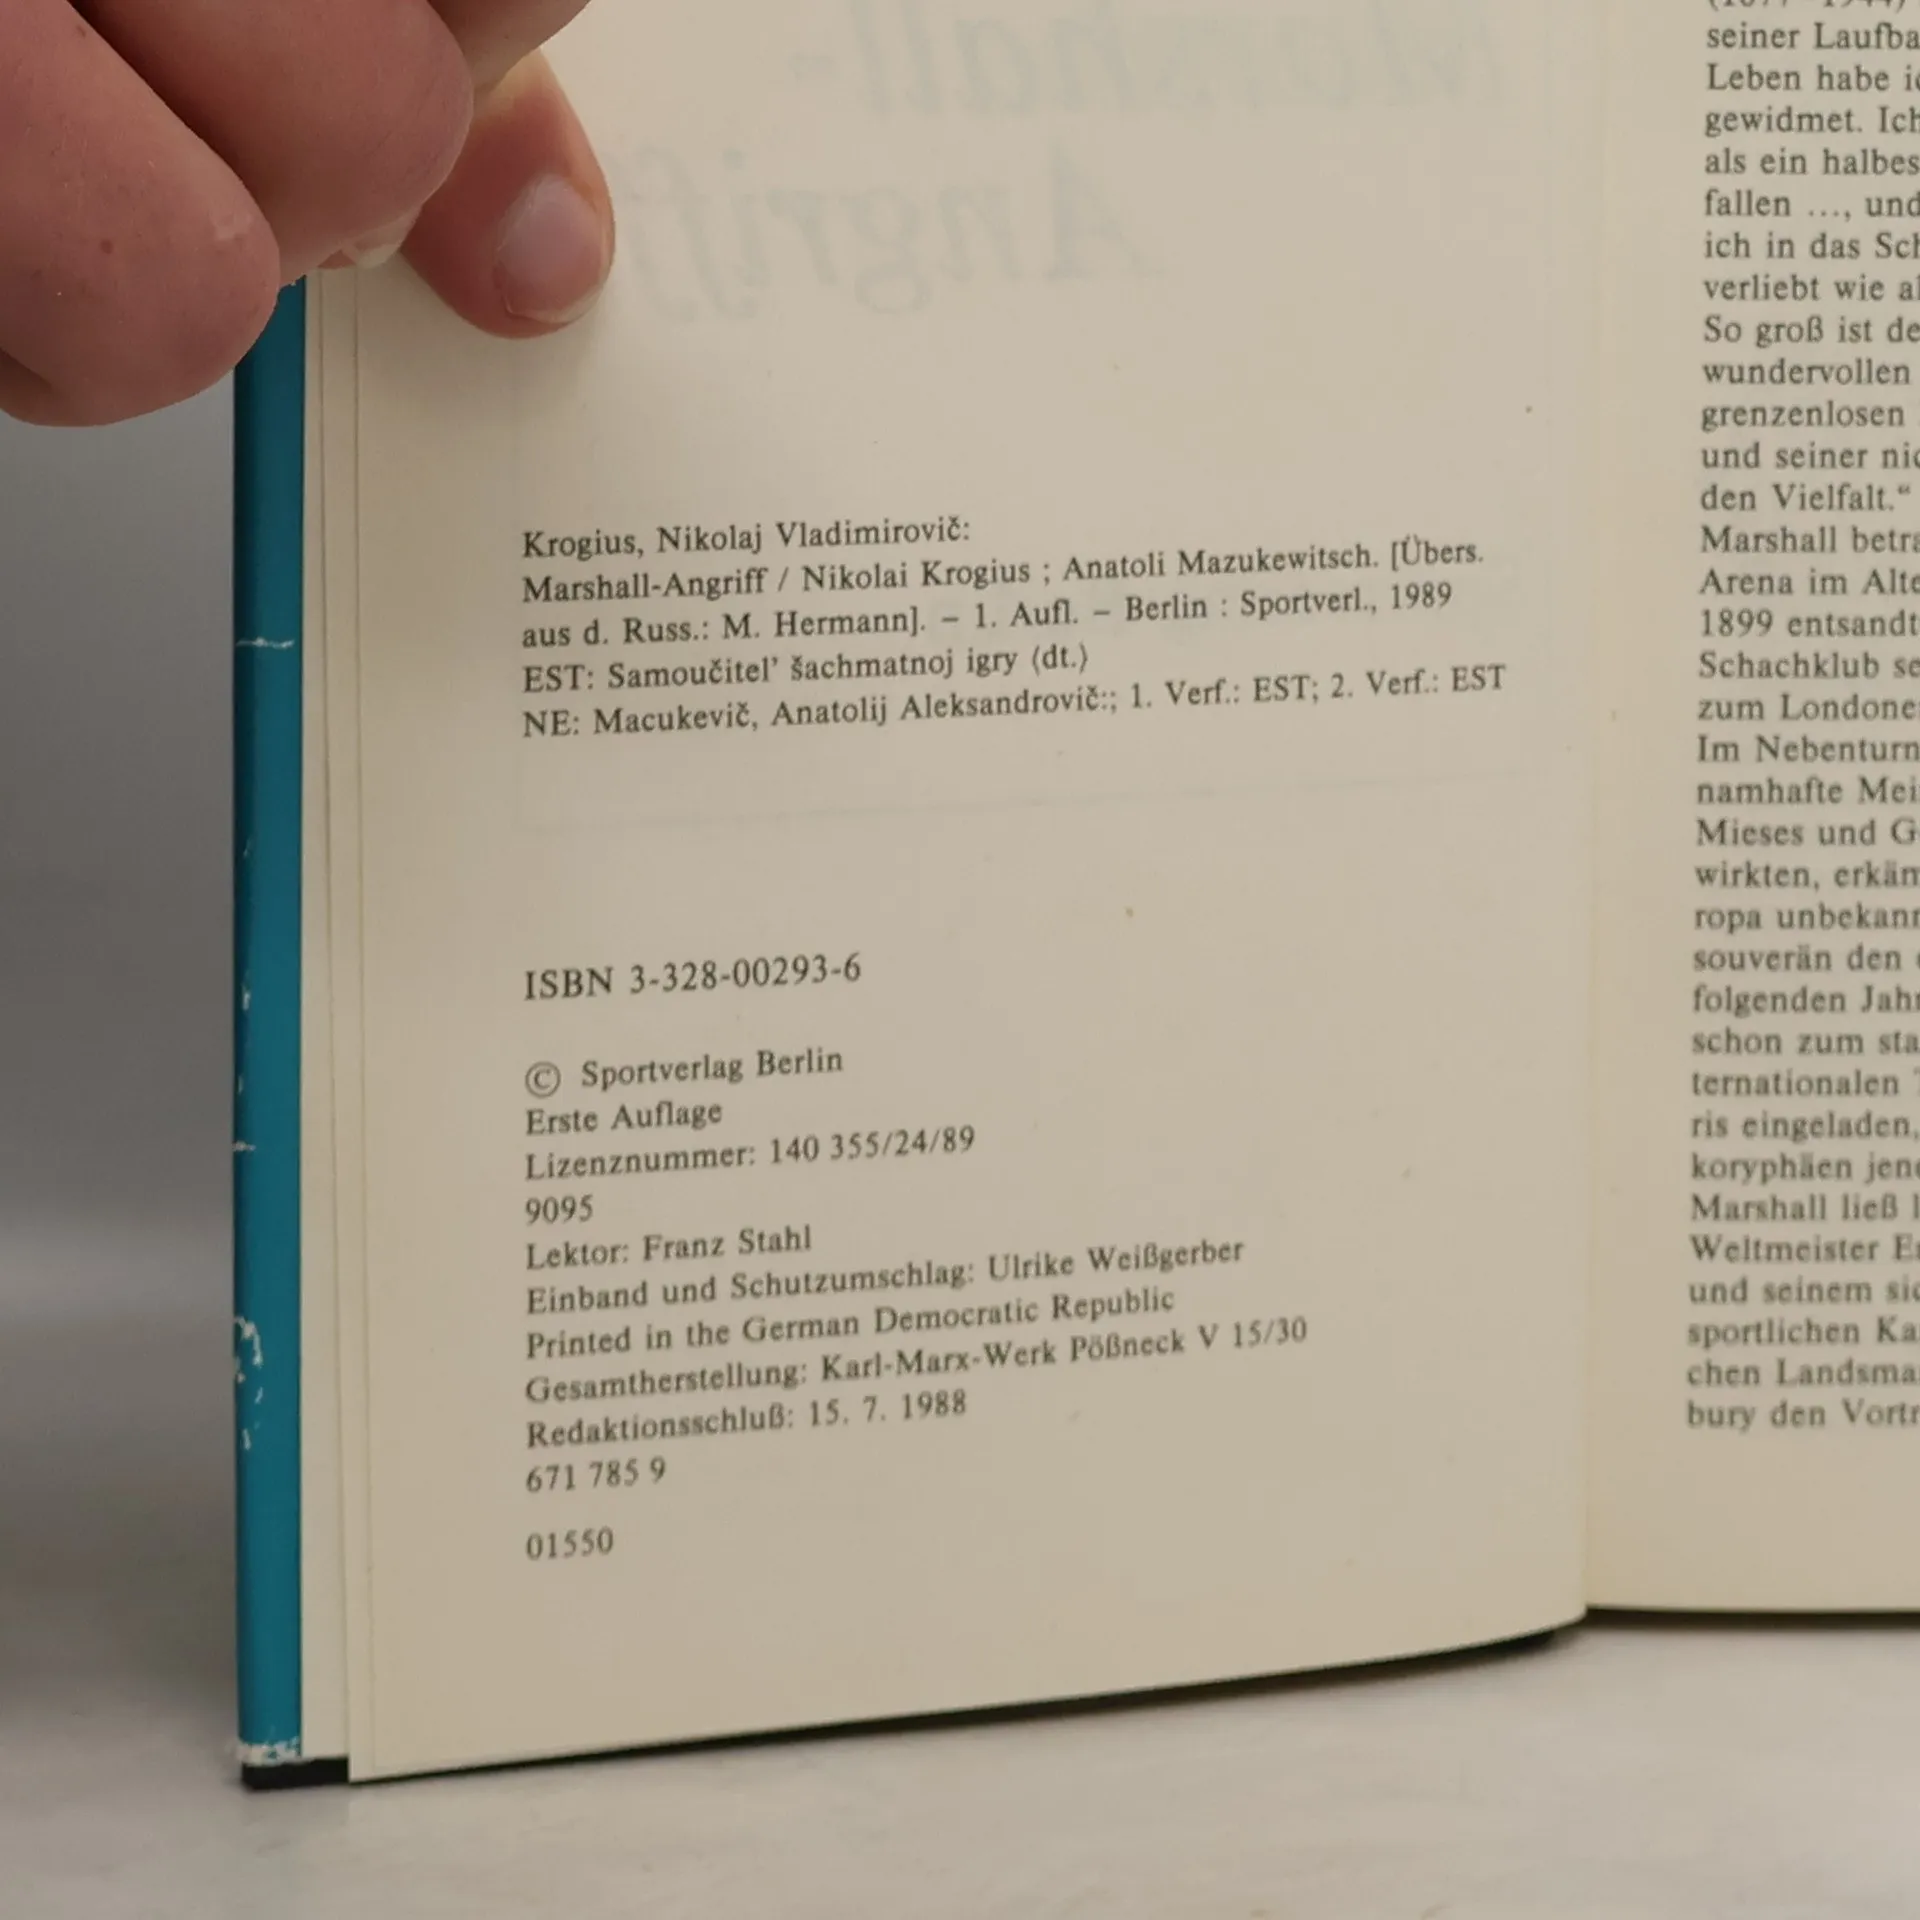 Krogius, Nikolaj Vladimirovič:
Marshall-Angriff / Nikolai Krogius ; Anatoli Mazukewitsch. [Übers.
aus d. Russ.: M. Hermann]. – 1. Aufl. – Berlin : Sportverl., 1989
EST: Samoučitel’ šachmatnoj igry ⟨dt.⟩
NE: Macukevič, Anatolij Aleksandrovič:; 1. Verf.: EST; 2. Verf.: EST
ISBN 3-328-00293-6
© Sportverlag Berlin
Erste Auflage
Lizenznummer: 140 355/24/89
9095
Lektor: Franz Stahl
Einband und Schutzumschlag: Ulrike Weißgerber
Printed in the German Democratic Republic
Gesamtherstellung: Karl-Marx-Werk Pößneck V 15/30
Redaktionsschluß: 15. 7. 1988
671 785 9
01550
seiner
Leben habe
gewidmet. Ich
als ein halbes
fallen ..., und
ich in das
verliebt wie
So groß ist
wundervollen
grenzenlosen
und seiner
den Vielfalt.“
Marshall
Arena im
1899
Schachklub
zum
Im
namhafte
Mieses und
wirkten,
ropa
souverän den
folgenden
schon zum
ternationalen
ris eingeladen,
koryphäen
Marshall ließ
Weltmeister
und seinem
sportlichen
chen
bury den